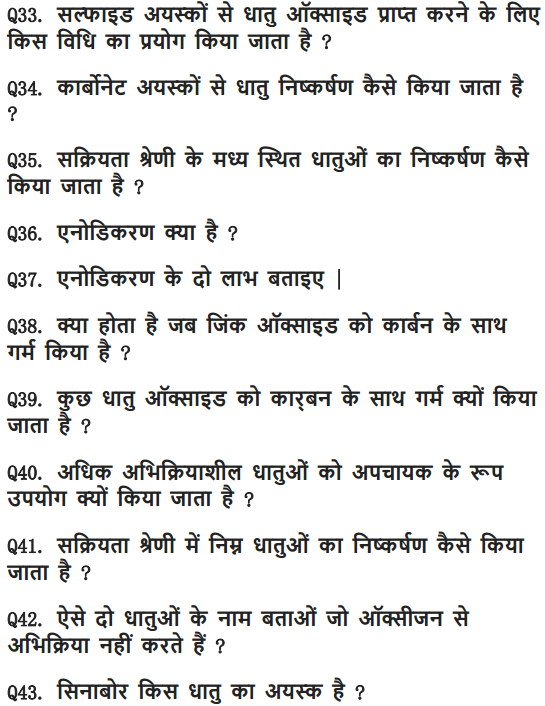 Q33. सल्फाइड अयस्कों से धातु ऑक्साइड प्राप्त करने के लिए
किस विधि का प्रयोग किया जाता है ?
Q34. कार्बोनेट अयस्कों से धातु निष्कर्षण कैसे किया जाता है
?
Q35. सक्रियता श्रेणी के मध्य स्थित धातुओं का निष्कर्षण कैसे
किया जाता है ?
Q36. एनोडिकरण क्या है ?
Q37. एनोडिकरण के दो लाभ बताइए |
Q38. क्या होता है जब जिंक ऑक्साइड को कार्बन के साथ
गर्म किया है ?
Q39. कुछ धातु ऑक्साइड को कार्‌बन के साथ गर्म क्यों किया
जाता है ?
Q40. अधिक अभिक्रियाशील धातुओं को अपचायक के रूप
उपयोग क्यों किया जाता है ?
Q41. सक्रियता श्रेणी में निम्न धातुओं का निष्कर्षण कैसे किया
जाता है ?
Q42. ऐसे दो धातुओं के नाम बताओं जो ऑक्सीजन से
अभिक्रिया नहीं करते हैं ?
Q43. सिनाबोर किस धातु का अयस्क है ?